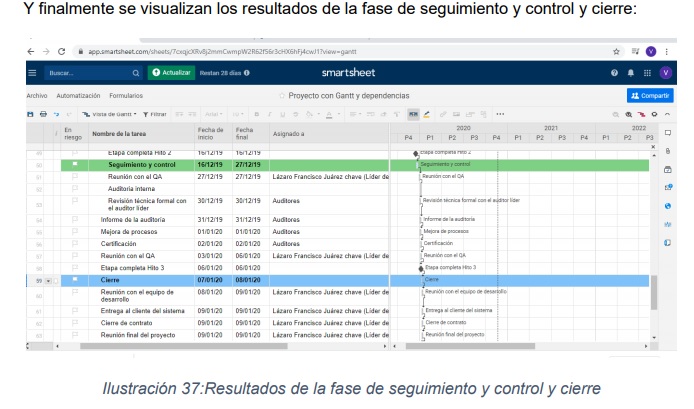 Y finalmente se visualizan los resultados de la fase de seguimiento y control y cierre:
app.smartsheet.com/sheets/7cxqjcXRv8j2mmCwmpW2R62f56r3cHX6hFj4cwJ1?view=gantt
Buscar... Actualizar Restan 28 días smartsheet V
Archivo Automatización Formularios Proyecto con Gantt y dependencias Compartir
Vista de Gantt Filtrar Arial
En riesgo Nombre de la tarea Fecha de inicio Fecha final Asignado a 2020 2021 2022
P4 P1 P2 P3 P4 P1 P2 P3 P4 P1 P2 P3
Etapa completa Hito 2 16/12/19 16/12/19 Etapa completa Hito 2
Seguimiento y control 16/12/19 27/12/19 Seguimiento y control
Reunión con el QA 27/12/19 27/12/19 Lázaro Francisco Juárez chave (Líder de Reunión con el QA
Auditoria interna
Revisión técnica formal con el auditor líder 30/12/19 30/12/19 Auditores Revisión técnica formal con el auditor líder
Informe de la auditoría 31/12/19 31/12/19 Auditores Informe de la auditoría
Mejora de procesos 01/01/20 01/01/20 Auditores Mejora de procesos
Certificación 02/01/20 02/01/20 Auditores Certificación
Reunión con el QA 03/01/20 06/01/20 Lázaro Francisco Juárez chave (Líder de Reunión con el QA
Etapa completa Hito 3 06/01/20 06/01/20 Etapa completa Hito 3
59 Cierre 07/01/20 08/01/20 Cierre
Reunión con el equipo de desarrollo 08/01/20 09/01/20 Lázaro Francisco Juárez chave (Líder de Reunión con el equipo de desarrollo
Entrega al cliente del sistema 09/01/20 09/01/20 Lázaro Francisco Juárez chave (Líder de Entrega al cliente del sistema
Cierre de contrato 09/01/20 09/01/20 Lázaro Francisco Juárez chave (Líder de Cierre de contrato
Reunión final del proyecto 09/01/20 09/01/20 Lázaro Francisco Juárez chave (Líder de Reunión final del proyecto
Ilustración 37:Resultados de la fase de seguimiento y control y cierre